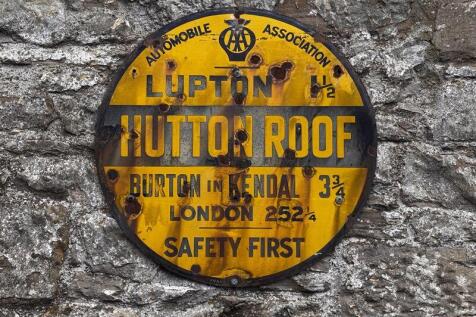 AUTOMOBILE AA ASSOCIATION
LUPTON 1½
HUTTON ROOF
BURTON IN KENDAL 3¾
LONDON 252¼
SAFETY FIRST